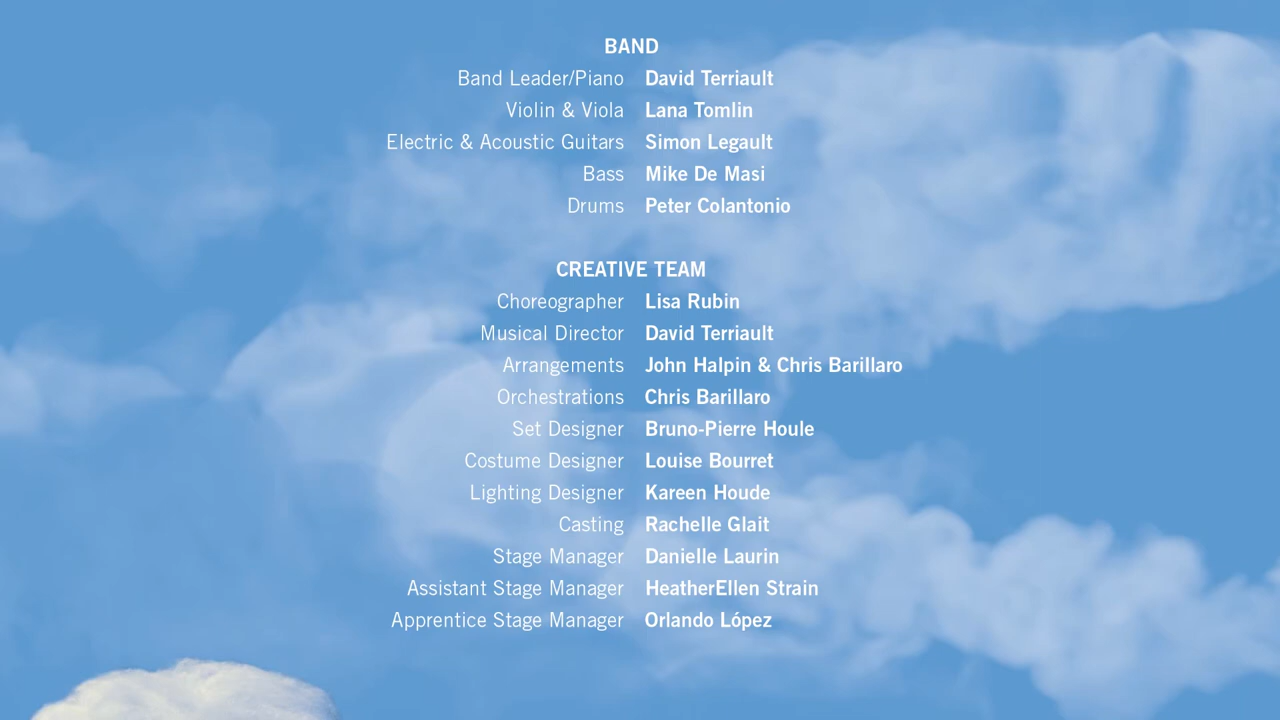 BAND
Band Leader/Piano David Terriault
Violin & Viola Lana Tomlin
Electric & Acoustic Guitars Simon Legault
Bass Mike De Masi
Drums Peter Colantonio
CREATIVE TEAM
Choreographer Lisa Rubin
Musical Director David Terriault
Arrangements John Halpin & Chris Barillaro
Orchestrations Chris Barillaro
Set Designer Bruno-Pierre Houle
Costume Designer Louise Bourret
Lighting Designer Kareen Houde
Casting Rachelle Glait
Stage Manager Danielle Laurin
Assistant Stage Manager HeatherEllen Strain
Apprentice Stage Manager Orlando López